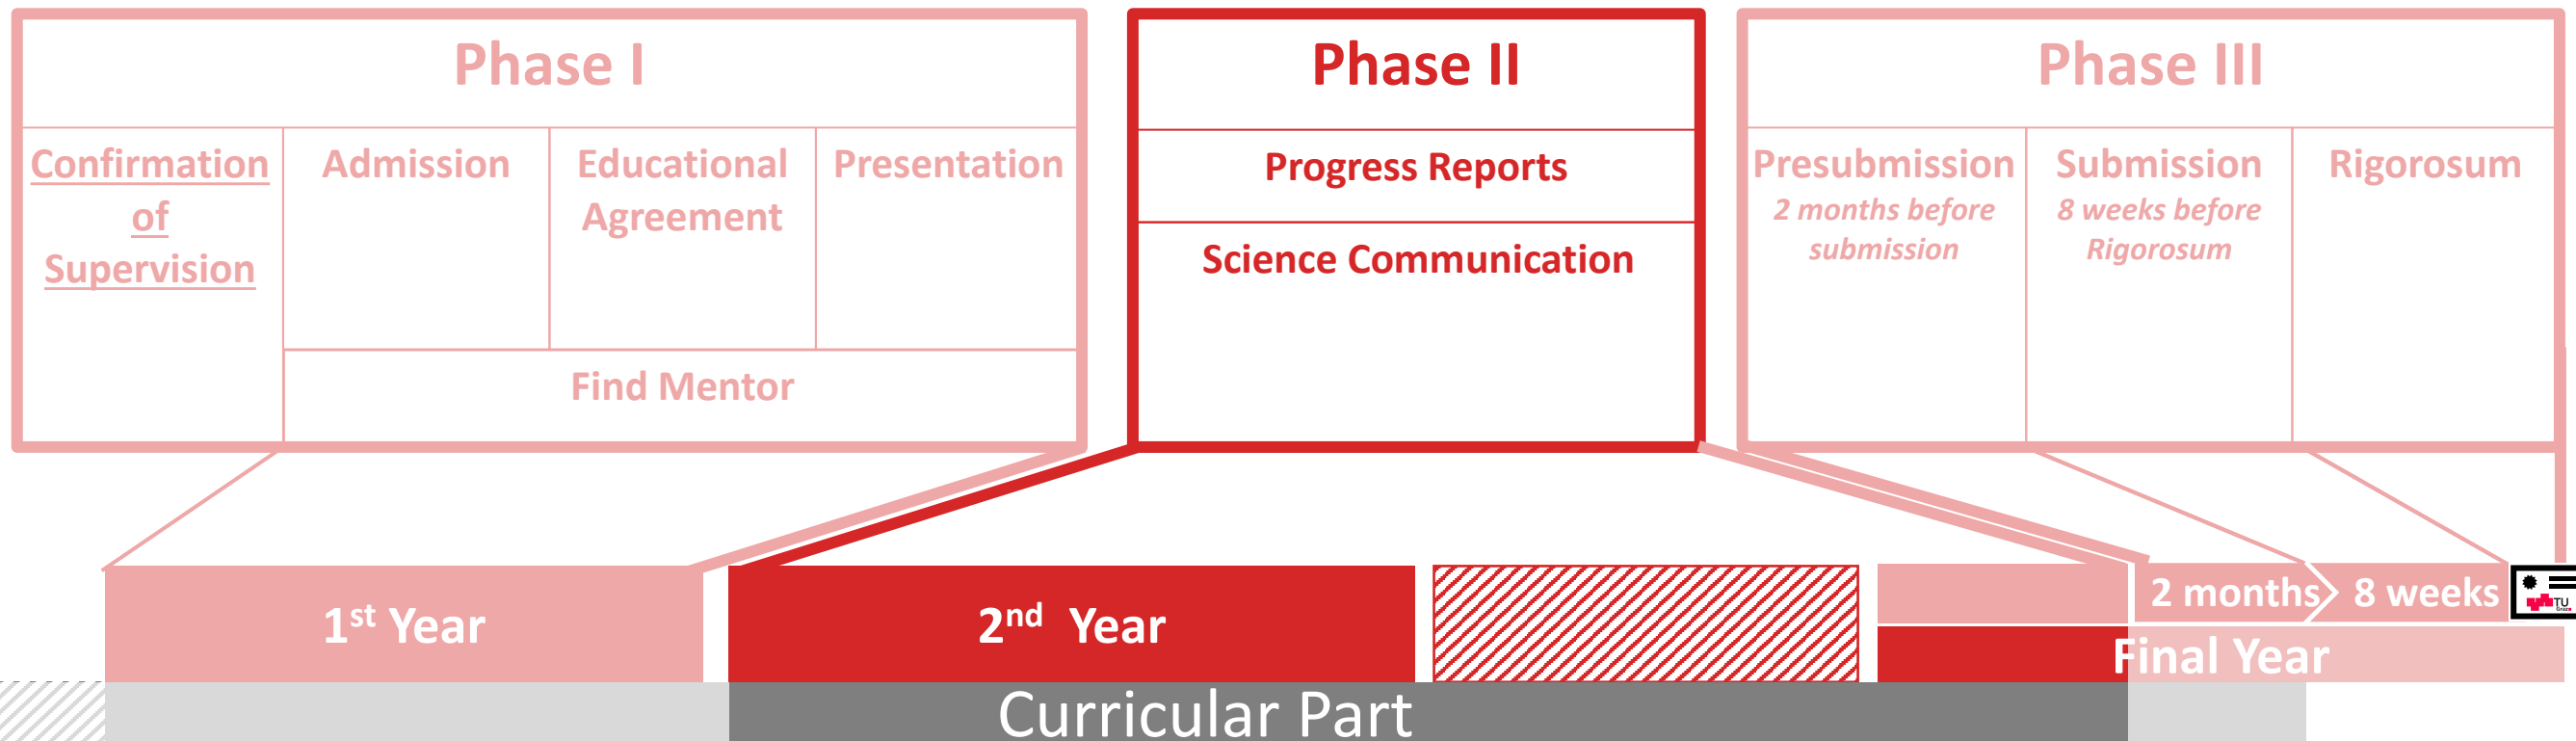 Phase I
Phase II
Phase III
Confirmation
of
Supervision
Admission
Educational
Agreement
Presentation
Find Mentor
Progress Reports
Science Communication
Presubmission
2 months before
submission
Submission
8 weeks before
Rigorosum
Rigorosum
1st Year
2nd Year
2 months
8 weeks
TU
Graz
Final Year
Curricular Part